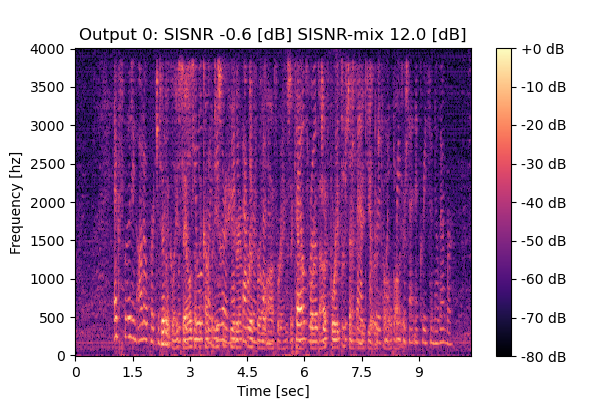 Output 0: SISNR -0.6 [dB] SISNR-mix 12.0 [dB]
4000
3500
3000
2500
2000
1500
1000
500
0
Frequency [hz]
0 1.5 3 4.5 6 7.5 9
Time [sec]
+0 dB
-10 dB
-20 dB
-30 dB
-40 dB
-50 dB
-60 dB
-70 dB
-80 dB